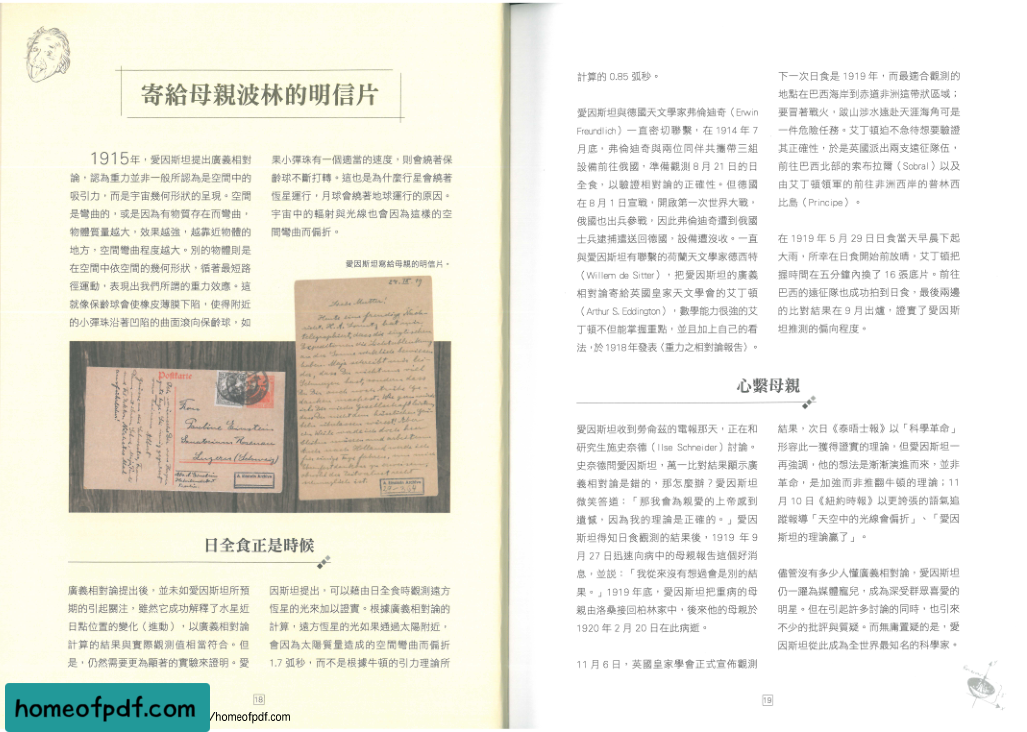 寄給母親波林的明信片
1915年，愛因斯坦提出廣義相對
論，認為重力並非一般所認為是空間中的
吸引力，而是宇宙幾何形狀的呈現。空間
是彎曲的，或是因為有物質存在而彎曲，
物體質量越大，效果越強，越靠近物體的
地方，空間彎曲程度越大。別的物體則是
在空間中依空間的幾何形狀，循著最短路
徑運動，表現出我們所謂的重力效應。這
就像保齡球會使橡皮薄膜下陷，使得附近
的小彈珠沿著凹陷的曲面滾向保齡球，如
果小彈珠有一個適當的速度，則會繞著保
齡球不斷打轉。這也是為什麼行星會繞著
恆星運行，月球會繞著地球運行的原因。
宇宙中的輻射與光線也會因為這樣的空
間彎曲而偏折。
愛因斯坦寫給母親的明信片。
Postkarte
日全食正是時候
廣義相對論提出後，並未如愛因斯坦所預
期的引起關注，雖然它成功解釋了水星近
日點位置的變化（進動），以廣義相對論
計算的結果與實際觀測值相當符合。但
是，仍然需要更為顯著的實驗來證明。愛
因斯坦提出，可以藉由日全食時觀測遠方
恆星的光來加以證實。根據廣義相對論的
計算，遠方恆星的光如果通過太陽附近，
會因為太陽質量造成的空間彎曲而偏折
1.7 弧秒，而不是根據牛頓的引力理論所
18
homeofpdf.com
/homeofpdf.com
計算的 0.85 弧秒。
愛因斯坦與德國天文學家弗倫迪奇（Erwin
Freundlich）一直密切聯繫，在 1914 年 7
月底，弗倫迪奇與兩位同伴共攜帶三組
設備前往俄國，準備觀測 8 月 21 日的日
全食，以驗證相對論的正確性。但德國
在 8 月 1 日宣戰，開啟第一次世界大戰，
俄國也出兵參戰，因此弗倫迪奇遭到俄國
士兵逮捕遣送回德國，設備遭沒收。一直
與愛因斯坦有聯繫的荷蘭天文學家德西特
（Willem de Sitter），把愛因斯坦的廣義
相對論寄給英國皇家天文學會的艾丁頓
（Arthur S. Eddington），數學能力很強的艾
丁頓不但能掌握重點，並且加上自己的看
法，於1918年發表〈重力之相對論報告〉。
下一次日食是 1919 年，而最適合觀測的
地點在巴西海岸到赤道非洲這帶狀區域；
要冒著戰火，跋山涉水遠赴天涯海角可是
一件危險任務。艾丁頓迫不急待想要驗證
其正確性，於是英國派出兩支遠征隊伍，
前往巴西北部的索布拉爾（Sobral）以及
由艾丁頓領軍的前往非洲西岸的普林西
比島（Principe）。
在 1919 年 5 月 29 日日食當天早晨下起
大雨，所幸在日食開始前放晴，艾丁頓把
握時間在五分鐘內換了 16 張底片。前往
巴西的遠征隊也成功拍到日食，最後兩邊
的比對結果在 9 月出爐，證實了愛因斯
坦推測的偏向程度。
心繫母親
愛因斯坦收到勞侖茲的電報那天，正在和
研究生施史奈德（Ilse Schneider）討論。
史奈德問愛因斯坦，萬一比對結果顯示廣
義相對論是錯的，那怎麼辦？愛因斯坦
微笑答道：「那我會為親愛的上帝感到
遺憾，因為我的理論是正確的。」愛因
斯坦得知日食觀測的結果後，1919 年 9
月 27 日迅速向病中的母親報告這個好消
息，並說：「我從來沒有想過會是別的結
果。」1919 年底，愛因斯坦把重病的母
親由洛桑接回柏林家中，後來他的母親於
1920 年 2 月 20 日在此病逝。
11 月 6 日，英國皇家學會正式宣佈觀測
結果，次日《泰晤士報》以「科學革命」
形容此一獲得證實的理論，但愛因斯坦一
再強調，他的想法是漸漸演進而來，並非
革命，是加強而非推翻牛頓的理論；11
月 10 日《紐約時報》以更誇張的語氣追
蹤報導「天空中的光線會偏折」、「愛因
斯坦的理論贏了」。
儘管沒有多少人懂廣義相對論，愛因斯坦
仍一躍為媒體寵兒，成為深受群眾喜愛的
明星。但在引起許多討論的同時，也引來
不少的批評與質疑。而無庸置疑的是，愛
因斯坦從此成為全世界最知名的科學家。
19